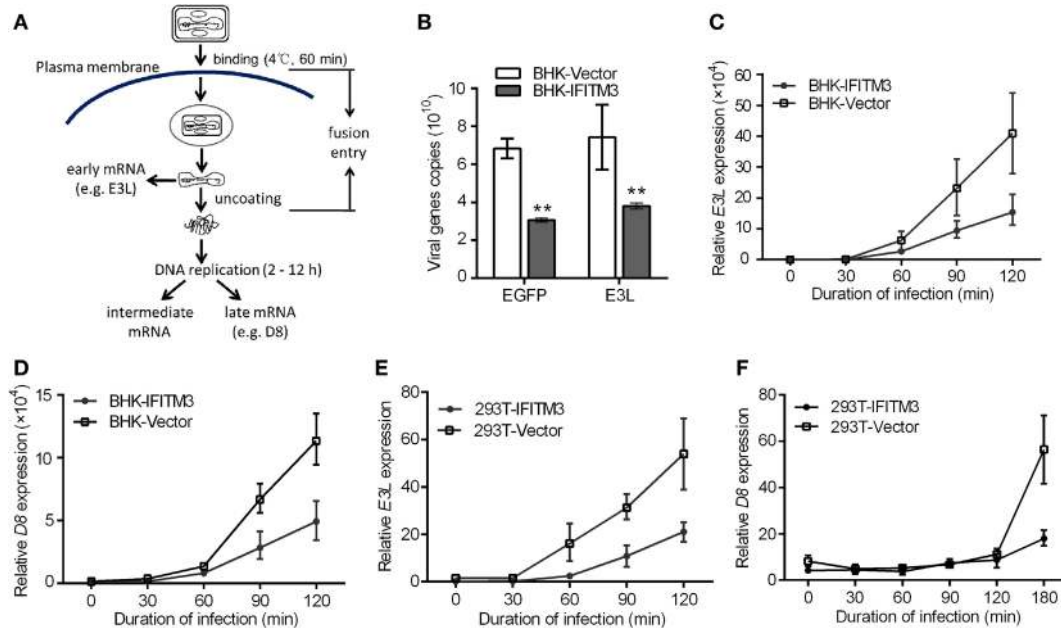 A
binding (4℃, 60 min)
Plasma membrane
fusion
entry
early mRNA
(e.g. E3L)
uncoating
DNA replication (2 - 12 h)
intermediate
mRNA
late mRNA
(e.g. D8)
B
BHK-Vector
BHK-IFITM3
Viral genes copies (10¹⁰)
10
8
6
4
2
0
**
**
EGFP
E3L
C
BHK-IFITM3
BHK-Vector
Relative E3L expression (×10⁴)
60
50
40
30
20
10
0
0 30 60 90 120
Duration of infection (min)
D
BHK-IFITM3
BHK-Vector
Relative D8 expression (×10⁴)
15
10
5
0
0 30 60 90 120
Duration of infection (min)
E
293T-IFITM3
293T-Vector
Relative E3L expression
80
60
40
20
0
0 30 60 90 120
Duration of infection (min)
F
293T-IFITM3
293T-Vector
Relative D8 expression
80
60
40
20
0
0 30 60 90 120 180
Duration of infection (min)